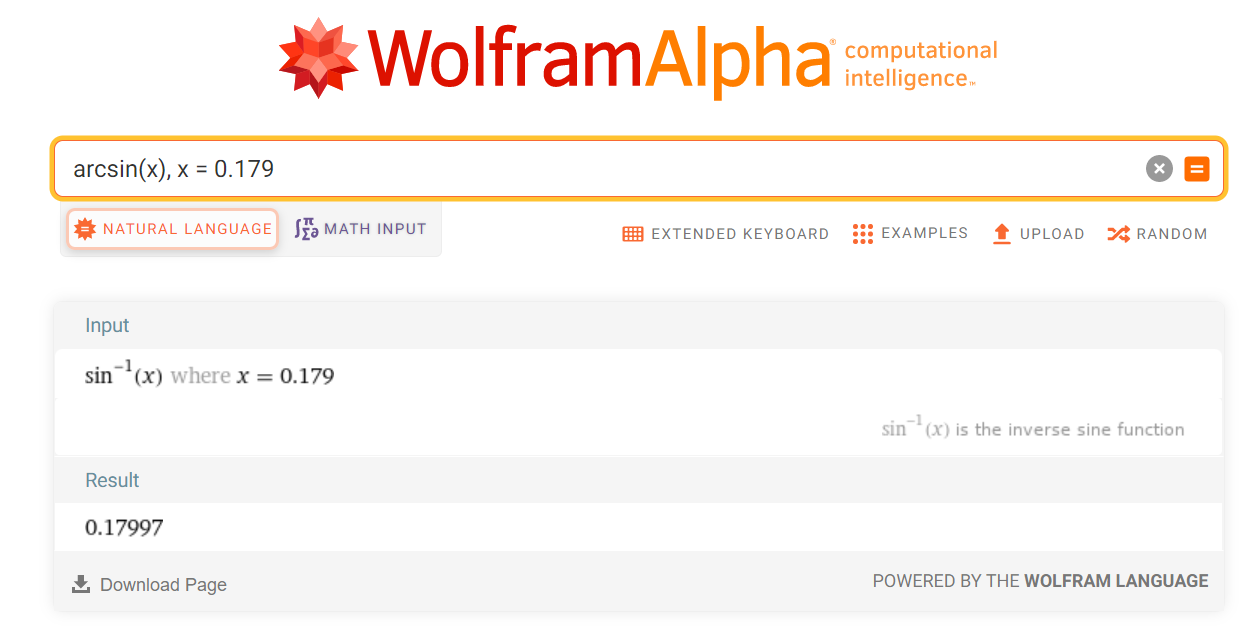 WolframAlpha® computational intelligence™
arcsin(x), x = 0.179
NATURAL LANGUAGE MATH INPUT EXTENDED KEYBOARD EXAMPLES UPLOAD RANDOM
Input
sin⁻¹(x) where x = 0.179
sin⁻¹(x) is the inverse sine function
Result
0.17997
Download Page POWERED BY THE WOLFRAM LANGUAGE